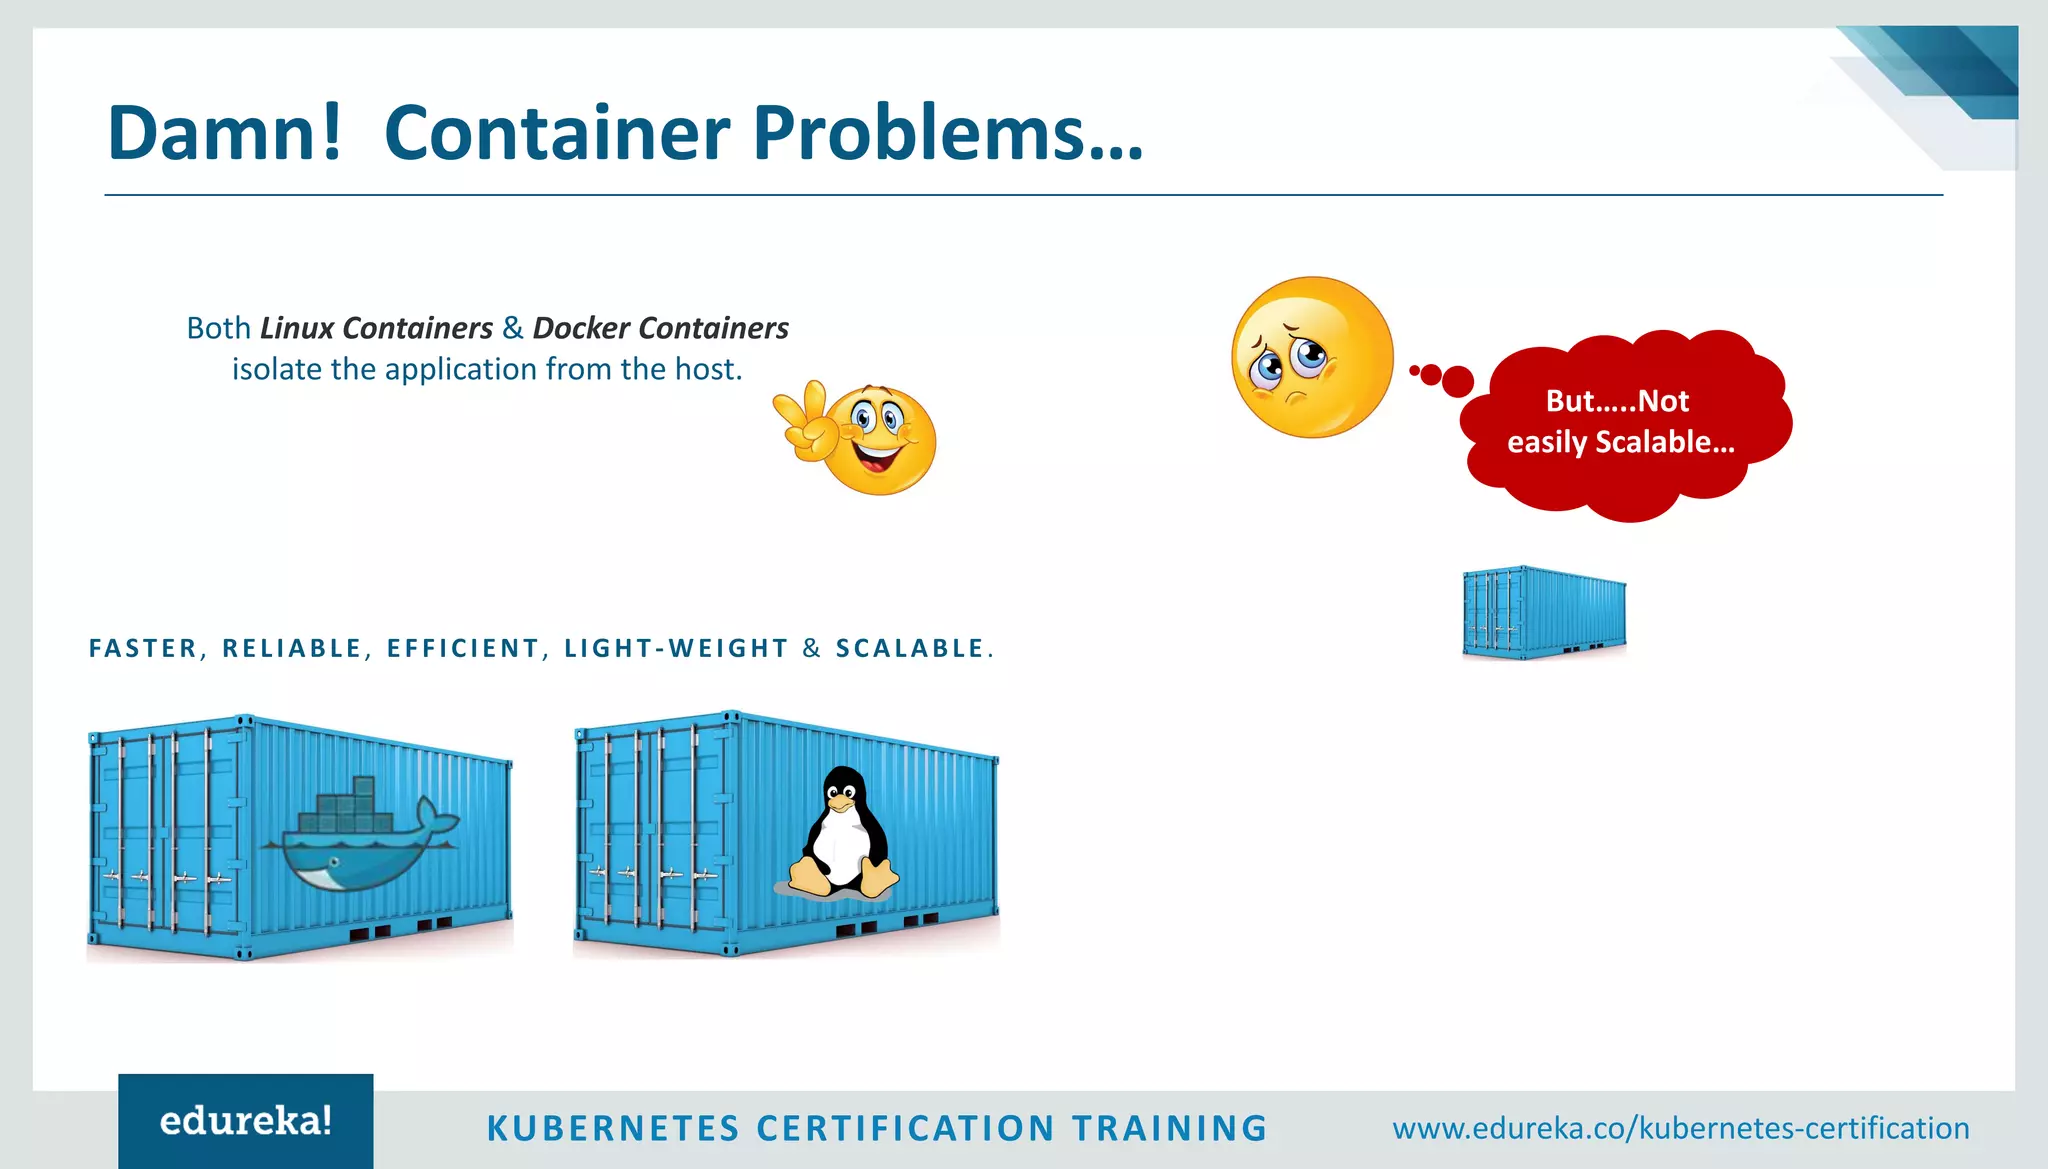 Damn!  Container Problems…
Both Linux Containers & Docker Containers
isolate the application from the host.
But…..Not
easily Scalable…
FASTER, RELIABLE, EFFICIENT, LIGHT-WEIGHT & SCALABLE.
edureka!
KUBERNETES CERTIFICATION TRAINING
www.edureka.co/kubernetes-certification